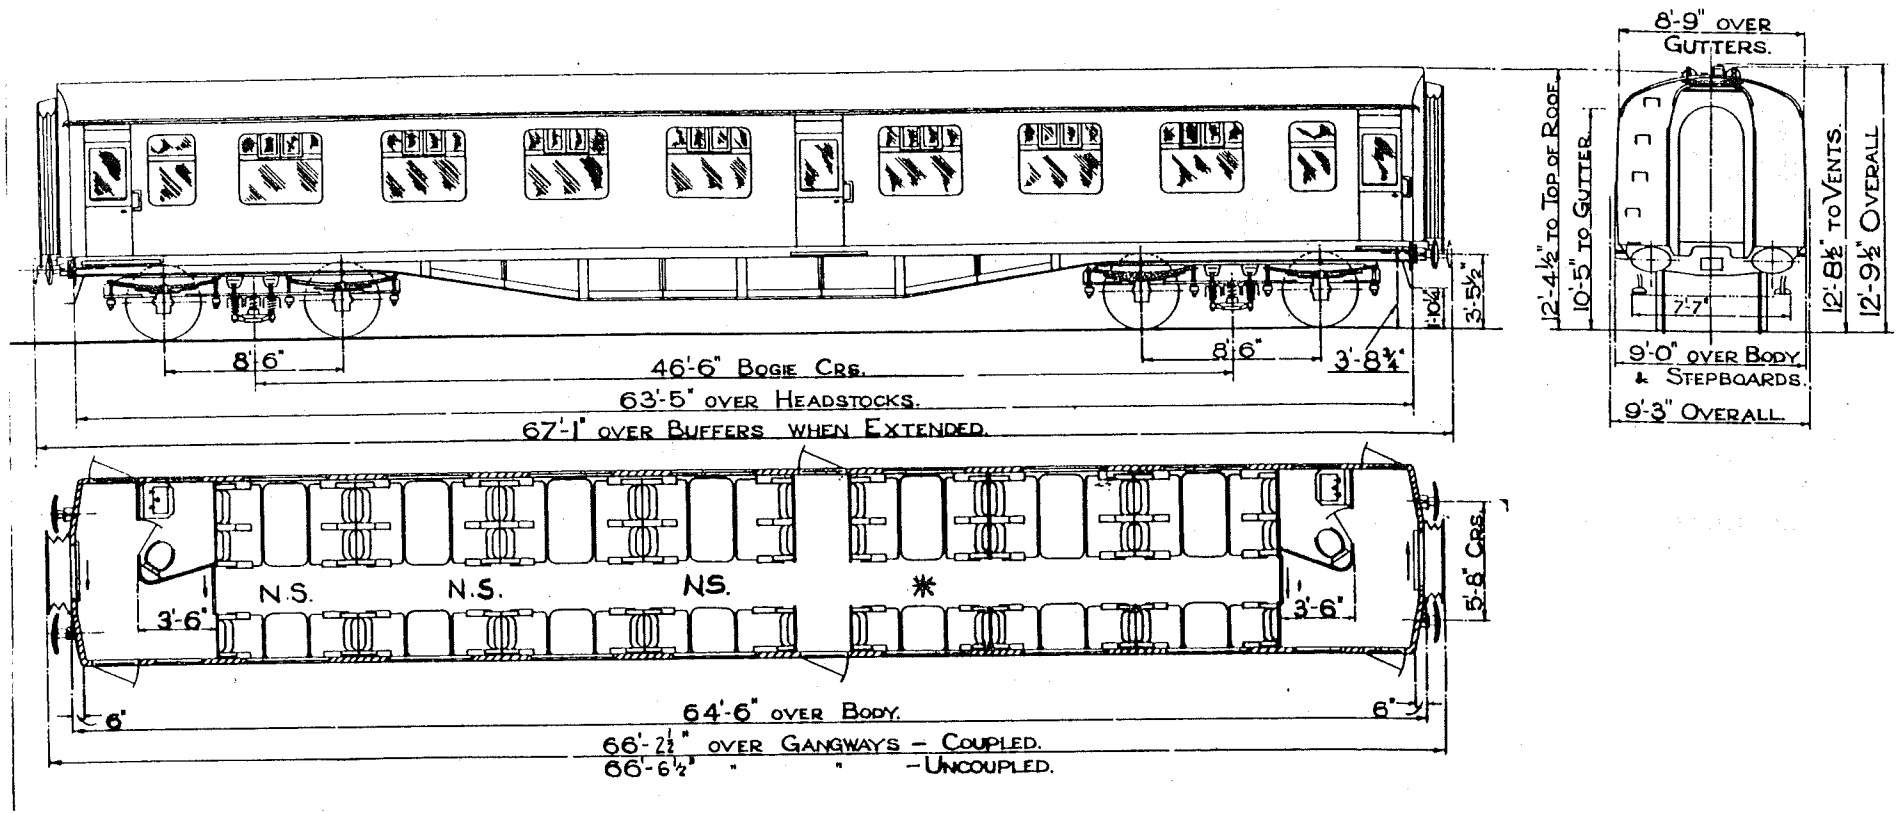 8'-9" OVER
GUTTERS.
12'-4½" TO TOP OF ROOF.
10'-5" TO GUTTER
12'-8½" TO VENTS.
12'-9½" OVERALL
1'-10¼"
3'-5½"
7'-7"
8'-6"
46'-6" BOGIE CRS.
8'-6"
3'-8¾"
9'-0" OVER BODY
& STEPBOARDS.
63'-5" OVER HEADSTOCKS.
9'-3" OVERALL.
67'-1" OVER BUFFERS WHEN EXTENDED.
5'-8" CRS.
N.S.
N.S.
NS.
3'-6"
3'-6"
6"
64'-6" OVER BODY.
6"
66'-2½" OVER GANGWAYS - COUPLED.
66'-6½" " " - UNCOUPLED.